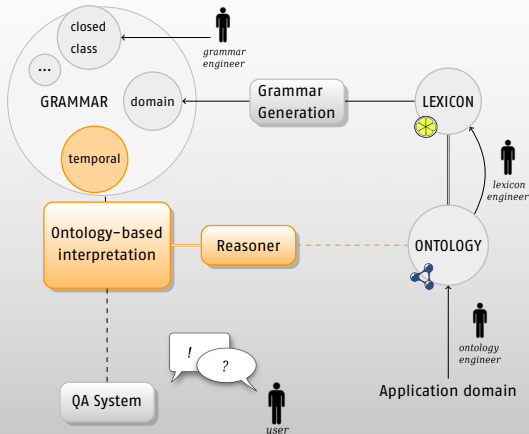 closed
class
grammar
engineer
...
GRAMMAR
domain
Grammar
Generation
LEXICON
temporal
lexicon
engineer
Ontology-based
interpretation
Reasoner
ONTOLOGY
ontology
engineer
!
?
QA System
Application domain
user